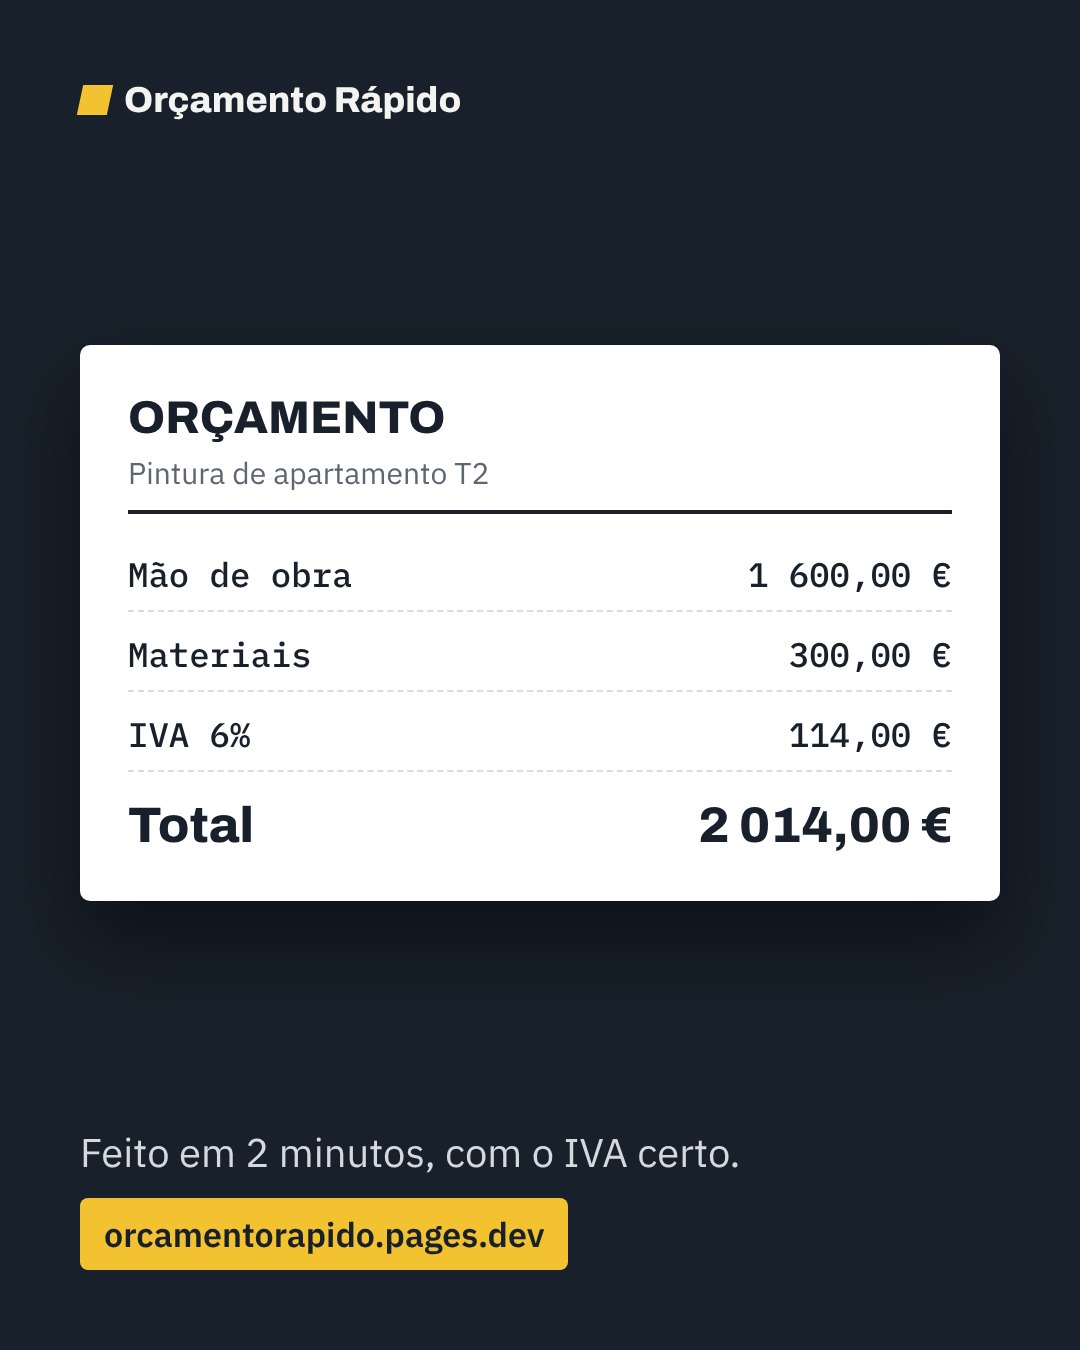 Orçamento Rápido
ORÇAMENTO
Pintura de apartamento T2
Mão de obra 1 600,00 €
Materiais 300,00 €
IVA 6% 114,00 €
Total 2 014,00 €
Feito em 2 minutos, com o IVA certo.
orcamentorapido.pages.dev